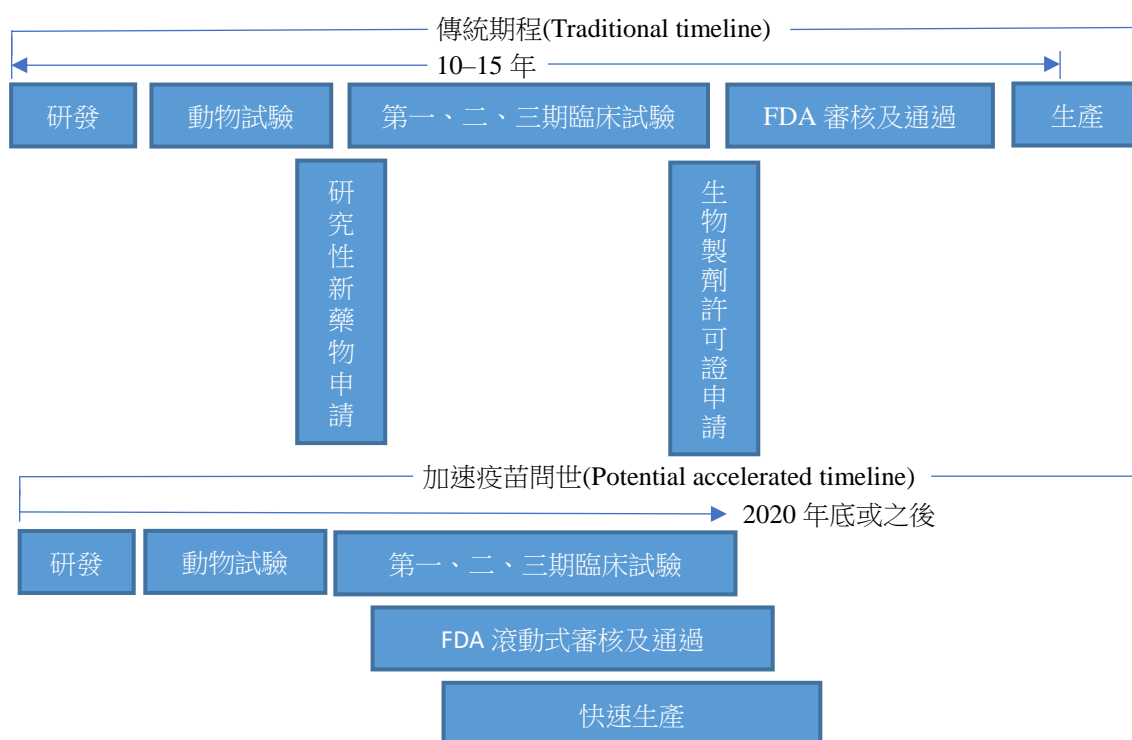 傳統期程(Traditional timeline)
10–15 年
研發
動物試驗
第一、二、三期臨床試驗
FDA 審核及通過
生產
研究性新藥物申請
生物製劑許可證申請
加速疫苗問世(Potential accelerated timeline)
2020 年底或之後
研發
動物試驗
第一、二、三期臨床試驗
FDA 滾動式審核及通過
快速生產